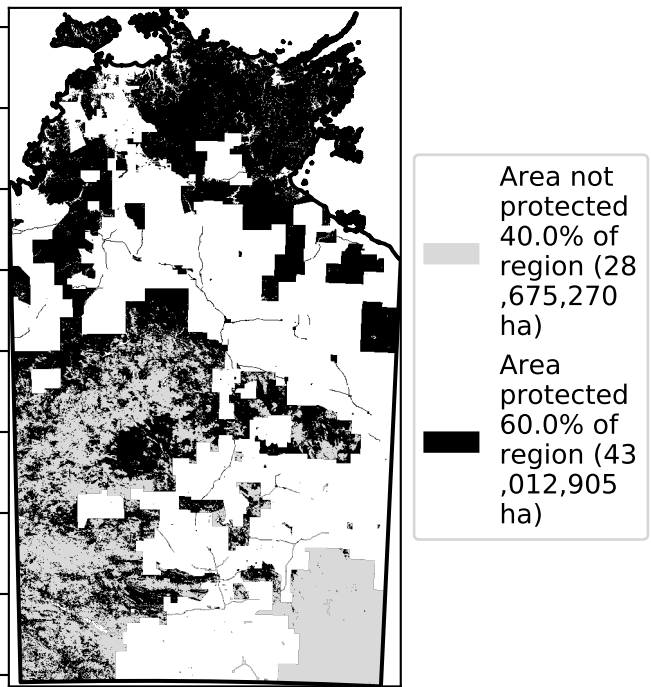 Area not
protected
40.0% of
region (28
,675,270
ha)
Area
protected
60.0% of
region (43
,012,905
ha)